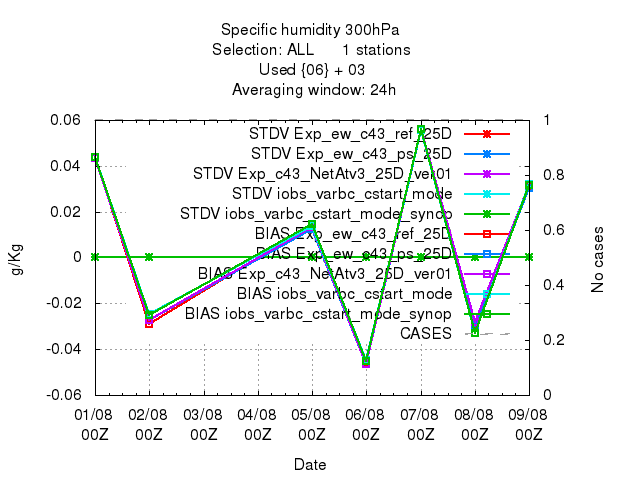 Specific humidity 300hPa
Selection: ALL 1 stations
Used {06} + 03
Averaging window: 24h
0.06 1
STDV Exp_ew_c43_ref_25D
STDV Exp_ew_c43_ps_25D
0.04 0.8
STDV Exp_c43_NetAtv3_25D_ver01
STDV iobs_varbc_cstart_mode
0.02
STDV iobs_varbc_cstart_mode_synop
BIAS Exp_ew_c43_ref_25D
0.6
BIAS Exp_ew_c43_ps_25D
0
BIAS Exp_c43_NetAtv3_25D_ver01
0.4
BIAS iobs_varbc_cstart_mode
-0.02
BIAS iobs_varbc_cstart_mode_synop
CASES
0.2
-0.04
-0.06 0
g/Kg
No cases
01/08 02/08 03/08 04/08 05/08 06/08 07/08 08/08 09/08
00Z 00Z 00Z 00Z 00Z 00Z 00Z 00Z 00Z
Date